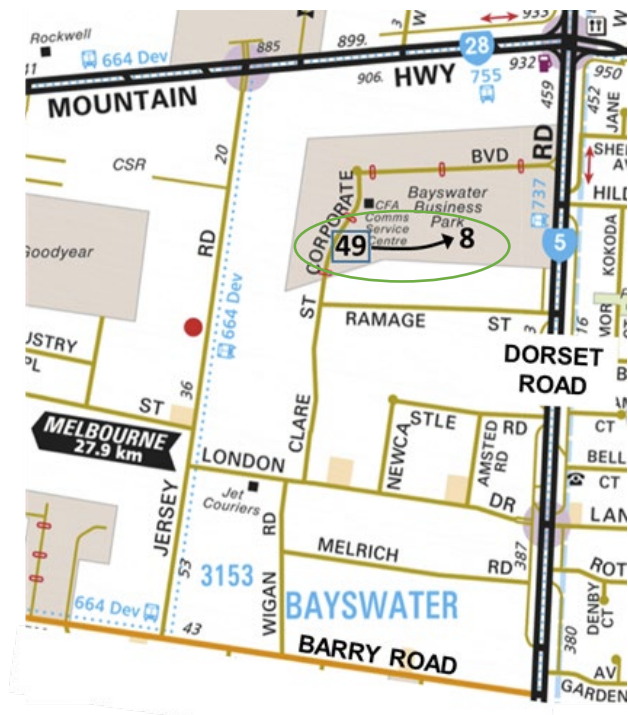 Rockwell
41
664 Dev
885
899.
3
W
933
28
932
W
950
MOUNTAIN
HWY
906.
755
459
452
JANE
20
CSR
BVD
RD
SHE
AV
HILL
CORPORATE
Bayswater
Business
Park
CFA
Comms
Service
Centre
737
49
8
5
KOKODA
Goodyear
RD
664 Dev
ST
RAMAGE
ST
3
16
MOR
DORSET
ROAD
USTRY
PL
36
ST
CLARE
NEWCA
STLE
RD
AMSTED
RD
CT
BELL
CT
MELBOURNE
27.9 km
LONDON
DR
LAN
Jet
Couriers
JERSEY
RD
WIGAN
MELRICH
RD
387
ROT
53
3153
BAYSWATER
DENBY
CT
664 Dev
43
BARRY ROAD
380
AV
GARDEN